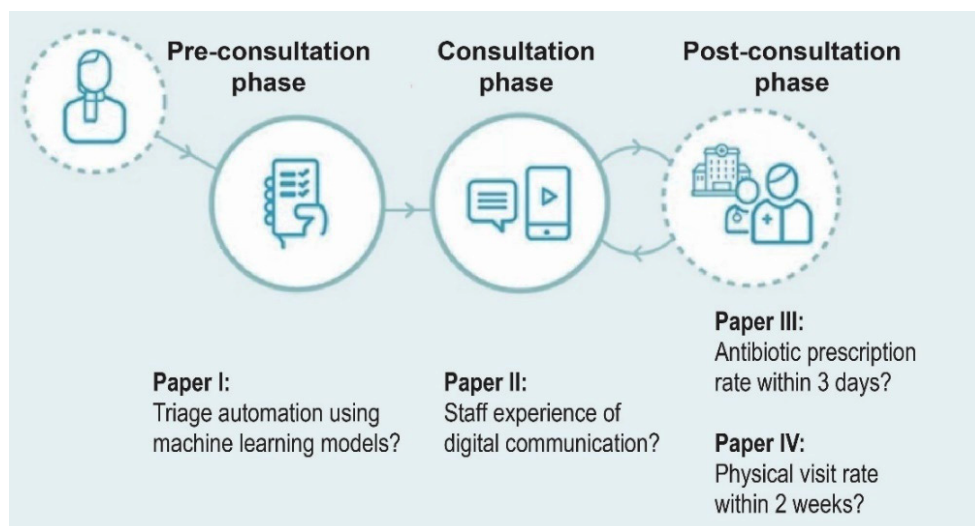 Pre-consultation
phase
Consultation
phase
Post-consultation
phase
Paper I:
Triage automation using
machine learning models?
Paper II:
Staff experience of
digital communication?
Paper III:
Antibiotic prescription
rate within 3 days?
Paper IV:
Physical visit rate
within 2 weeks?